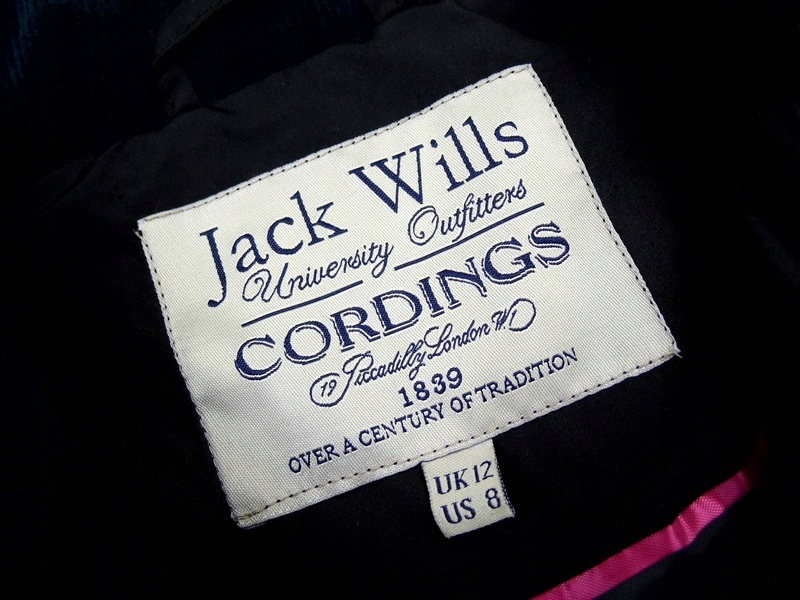 Jack Wills
University Outfitters
CORDINGS
19 Piccadilly London W1
1839
OVER A CENTURY OF TRADITION
UK 12
US 8